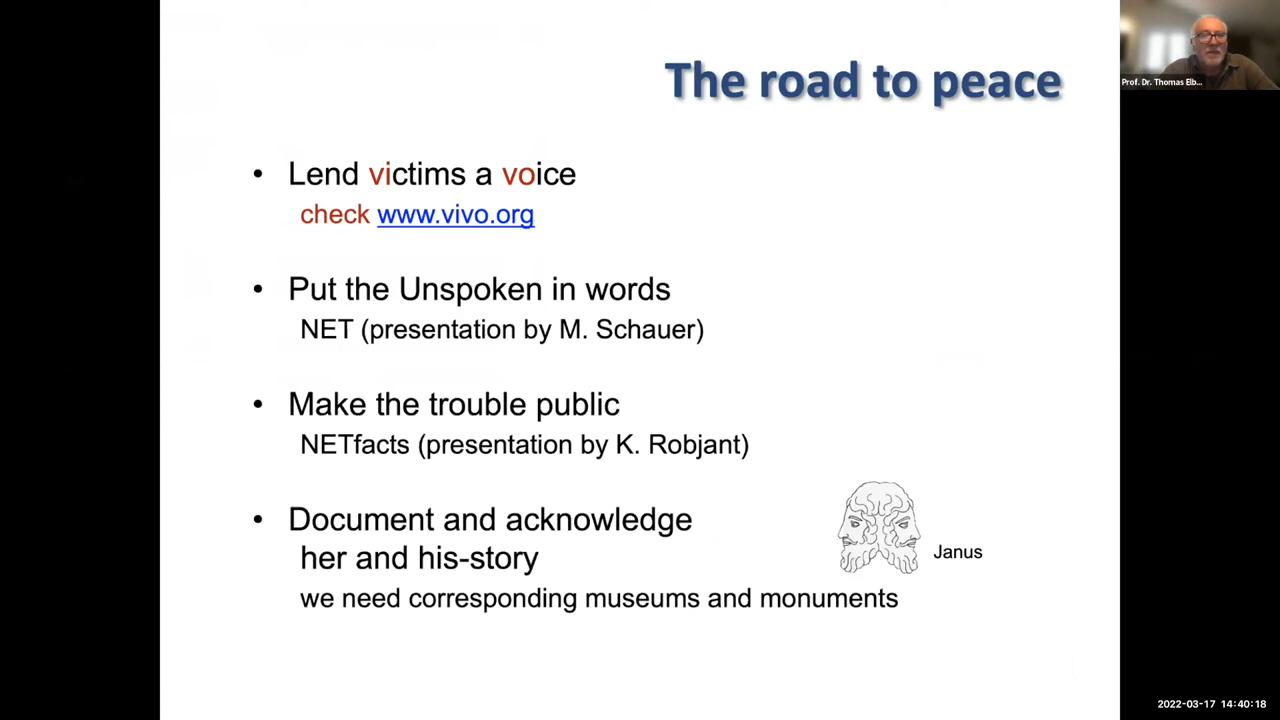 The road to peace
Prof. Dr. Thomas Elb...
• Lend victims a voice
check www.vivo.org
• Put the Unspoken in words
NET (presentation by M. Schauer)
• Make the trouble public
NETfacts (presentation by K. Robjant)
• Document and acknowledge
her and his-story
Janus
we need corresponding museums and monuments
2022-03-17 14:40:18